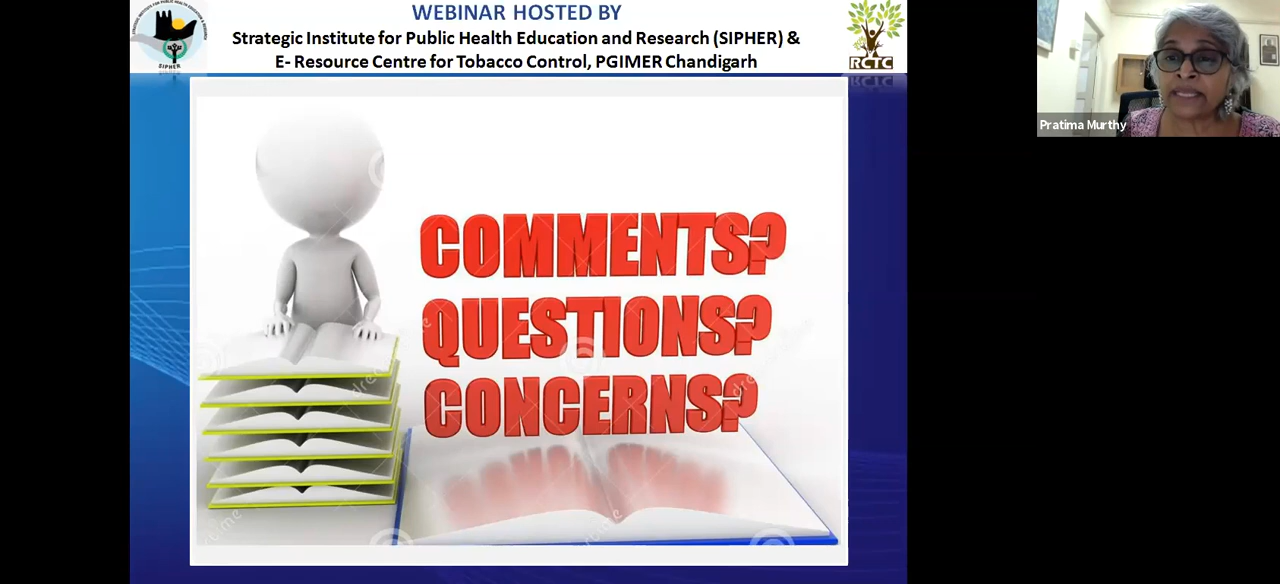 WEBINAR HOSTED BY
Strategic Institute for Public Health Education and Research (SIPHER) &
E- Resource Centre for Tobacco Control, PGIMER Chandigarh
SIPHER
RCTC
Pratima Murthy
COMMENTS?
QUESTIONS?
CONCERNS?